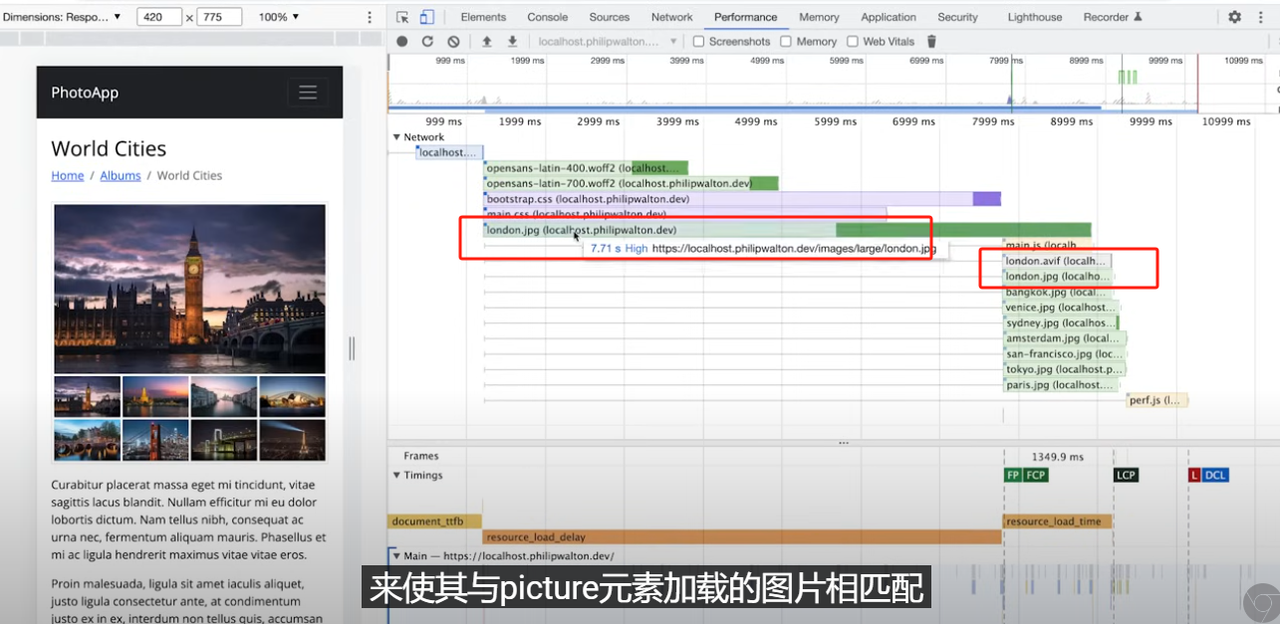 Dimensions: Respo... ▼ 420 x 775 100% ▼
Elements Console Sources Network Performance Memory Application Security Lighthouse Recorder
localhost.philipwalton.... Screenshots Memory Web Vitals
999 ms 1999 ms 2999 ms 3999 ms 4999 ms 5999 ms 6999 ms 7999 ms 8999 ms 9999 ms 10999 ms
999 ms 1999 ms 2999 ms 3999 ms 4999 ms 5999 ms 6999 ms 7999 ms 8999 ms 9999 ms 10999 ms
PhotoApp
World Cities
Home / Albums / World Cities
Curabitur placerat massa eget mi tincidunt, vitae
sagittis lacus blandit. Nullam efficitur mi eu dolor
lobortis dictum. Nam tellus nibh, consequat ac
urna nec, fermentum aliquam mauris. Phasellus et
mi ac ligula hendrerit maximus vitae vitae eros.
Proin malesuada, ligula sit amet iaculis aliquet,
justo ligula consectetur ante, at condimentum
justo ex in ex, interdum non tellus quis, accumsan
▼ Network
localhost....
opensans-latin-400.woff2 (localhost....
opensans-latin-700.woff2 (localhost.philipwalton.dev)
bootstrap.css (localhost.philipwalton.dev)
main.css (localhost.philipwalton.dev)
london.jpg (localhost.philipwalton.dev)
7.71 s High https://localhost.philipwalton.dev/images/large/london.jpg
main.js (localh...
london.avif (localh...
london.jpg (localho...
bangkok.jpg (local...
venice.jpg (localhost...
sydney.jpg (localhos...
amsterdam.jpg (local...
san-francisco.jpg (loc...
tokyo.jpg (localhost.p...
paris.jpg (localhost....
perf.js (l...
Frames 1349.9 ms
▼ Timings FP FCP LCP L DCL
document_ttfb resource_load_time
resource_load_delay
▼ Main — https://localhost.philipwalton.dev/
来使其与picture元素加载的图片相匹配